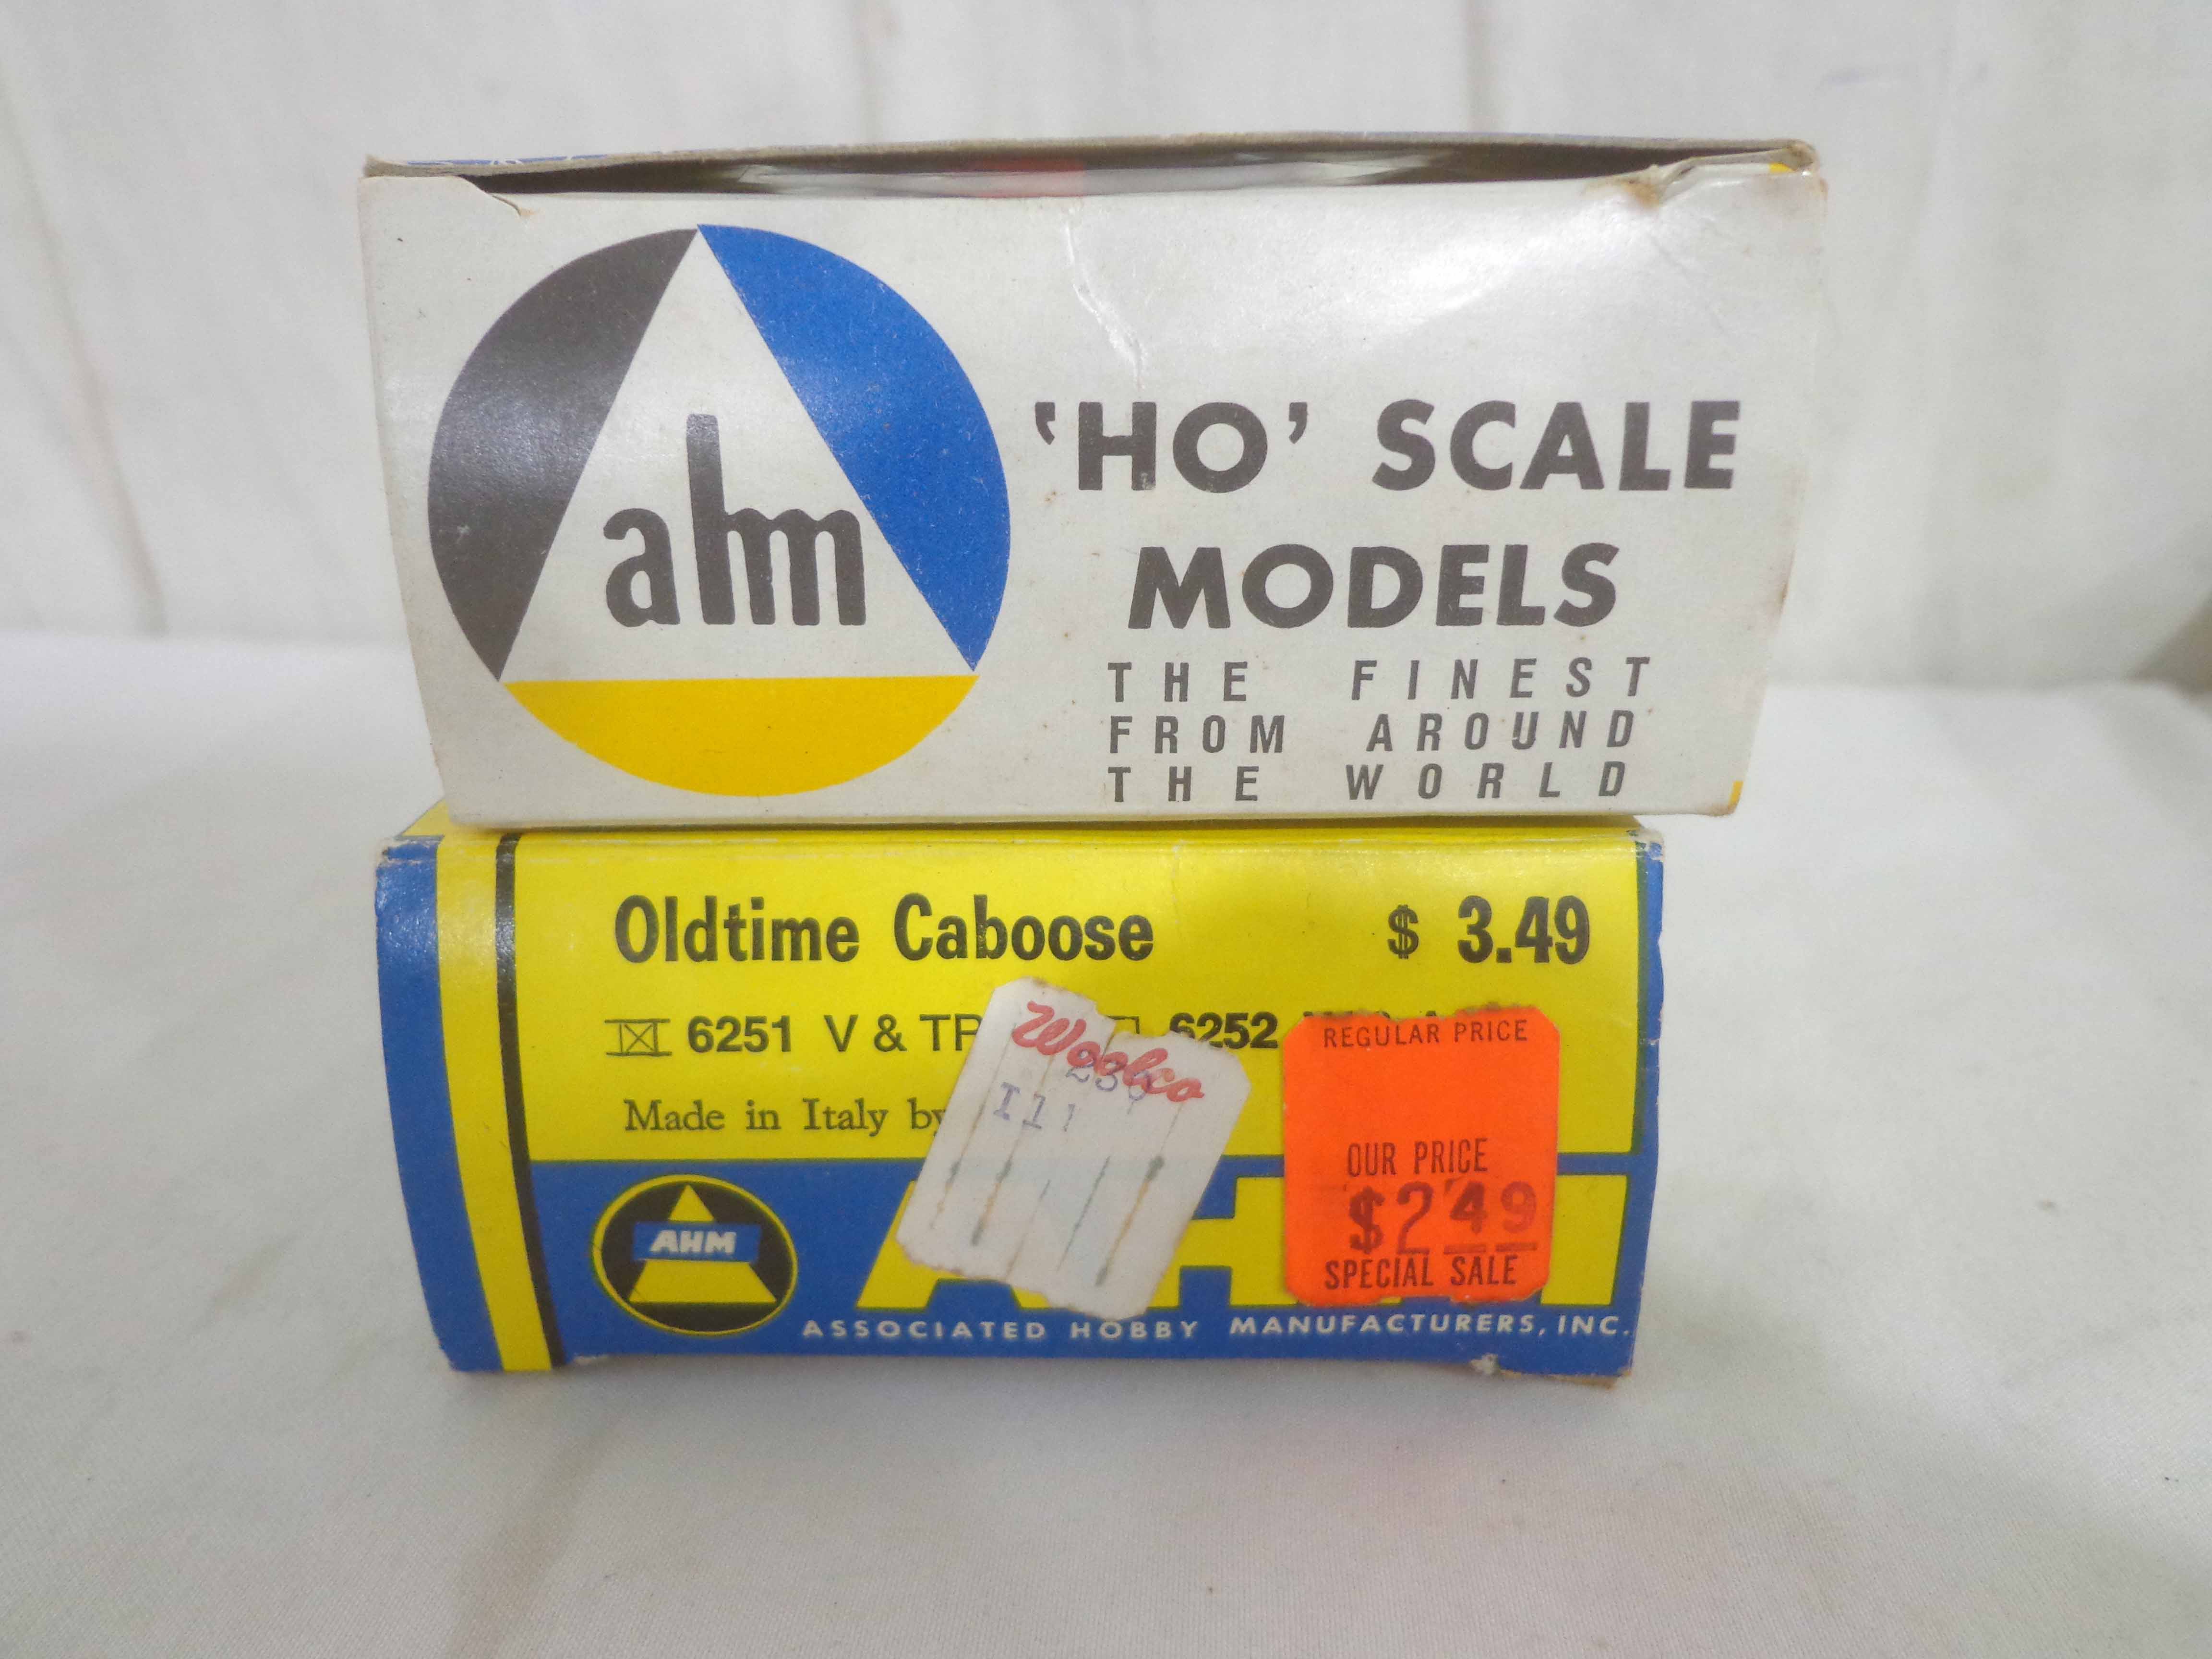 ahm
'HO' SCALE
MODELS
THE FINEST
FROM AROUND
THE WORLD
Oldtime Caboose $ 3.49
6251 V & TR 6252
Made in Italy by
Woolco
REGULAR PRICE
OUR PRICE
$2.49
SPECIAL SALE
AHM
ASSOCIATED HOBBY MANUFACTURERS, INC.